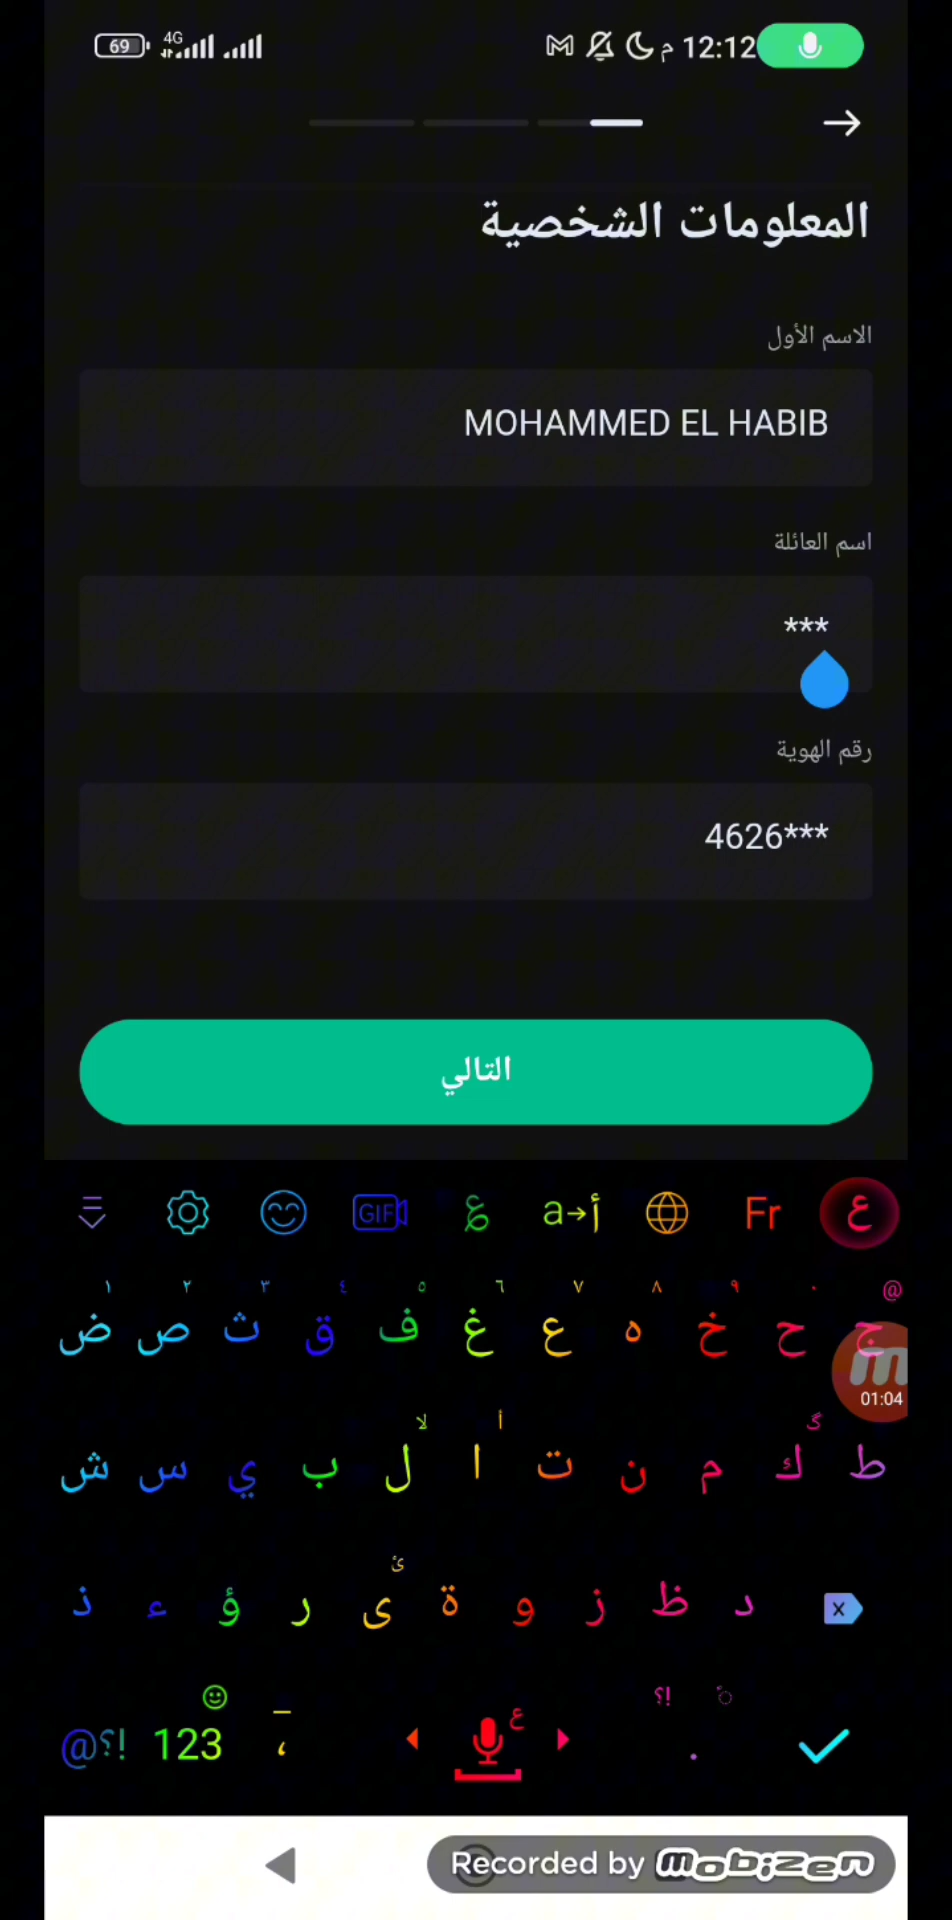 69 4G م 12:12
المعلومات الشخصية
الاسم الأول
MOHAMMED EL HABIB
اسم العائلة
***
رقم الهوية
4626***
التالي
GIF ع a→أ Fr ع
١ ٢ ٣ ٤ ٥ ٦ ٧ ٨ ٩ ٠ @
ض ص ث ق ف غ ع ه خ ح ج
01:04
لا أ گ
ش س ي ب ل ا ت ن م ك ط
ئ
ذ ء ؤ ر ى ة و ز ظ د x
@؟! 123 ، ع . ؟!
Recorded by mobizen